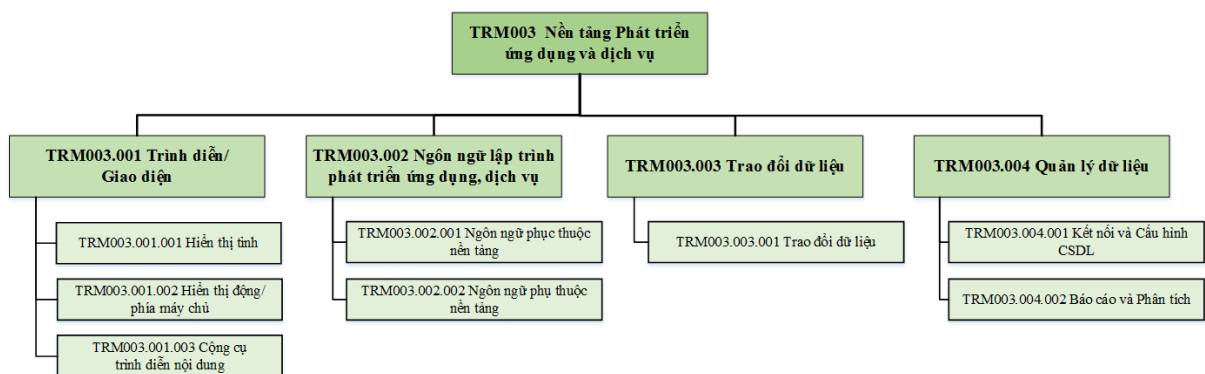 TRM003 Nền tảng Phát triển
ứng dụng và dịch vụ
TRM003.001 Trình diễn/
Giao diện
TRM003.001.001 Hiển thị tĩnh
TRM003.001.002 Hiển thị động/
phía máy chủ
TRM003.001.003 Cộng cụ
trình diễn nội dung
TRM003.002 Ngôn ngữ lập trình
phát triển ứng dụng, dịch vụ
TRM003.002.001 Ngôn ngữ phục thuộc
nền tảng
TRM003.002.002 Ngôn ngữ phụ thuộc
nền tảng
TRM003.003 Trao đổi dữ liệu
TRM003.003.001 Trao đổi dữ liệu
TRM003.004 Quản lý dữ liệu
TRM003.004.001 Kết nối và Cấu hình
CSDL
TRM003.004.002 Báo cáo và Phân tích